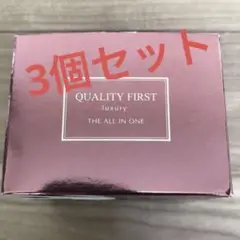 3個セット
QUALITY FIRST
luxury
THE ALL IN ONE